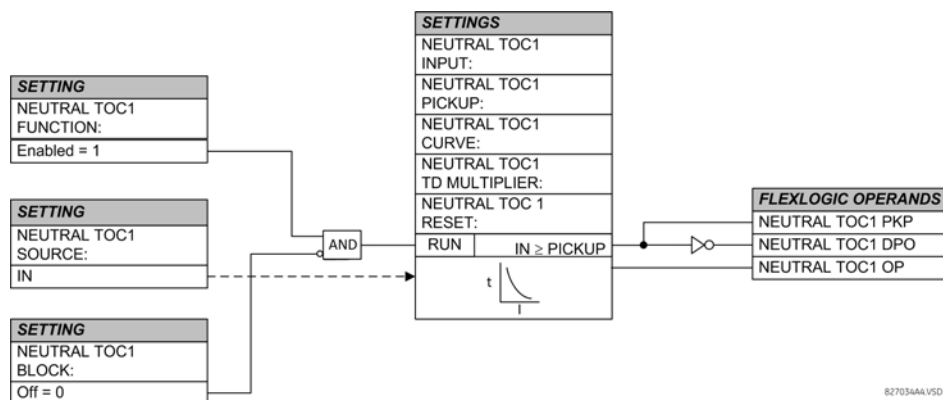 SETTING
NEUTRAL TOC1
FUNCTION:
Enabled = 1
SETTING
NEUTRAL TOC1
SOURCE:
IN
SETTING
NEUTRAL TOC1
BLOCK:
Off = 0
AND
SETTINGS
NEUTRAL TOC1
INPUT:
NEUTRAL TOC1
PICKUP:
NEUTRAL TOC1
CURVE:
NEUTRAL TOC1
TD MULTIPLIER:
NEUTRAL TOC 1
RESET:
RUN IN ≥ PICKUP
t
I
FLEXLOGIC OPERANDS
NEUTRAL TOC1 PKP
NEUTRAL TOC1 DPO
NEUTRAL TOC1 OP
827034A4.VSD